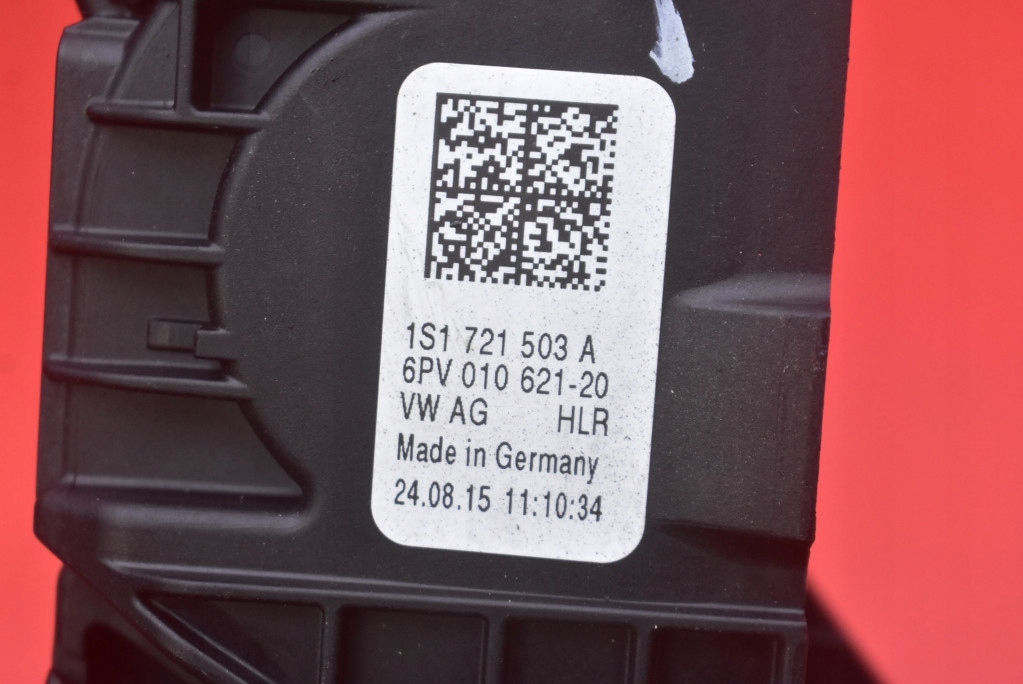 1S1 721 503 A
6PV 010 621-20
VW AG HLR
Made in Germany
24.08.15 11:10:34